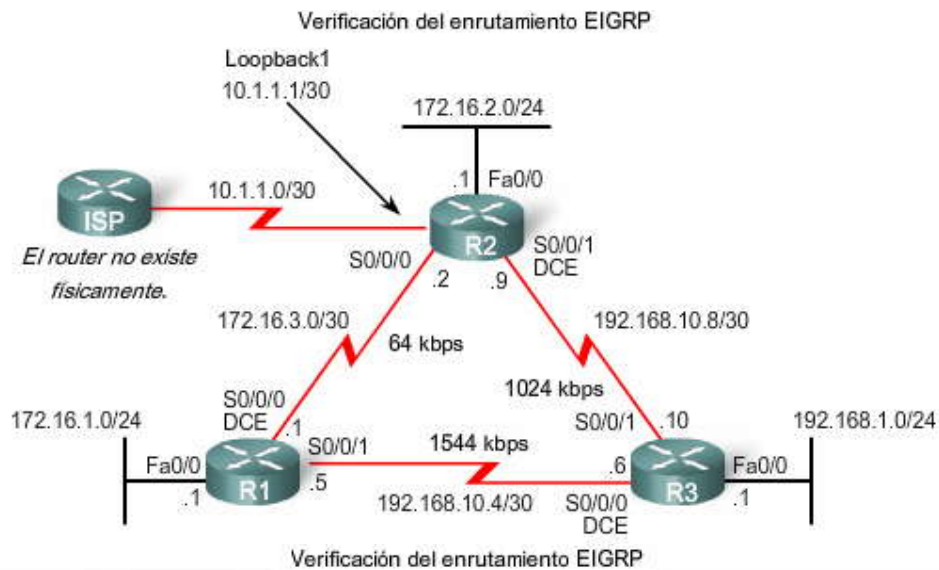 Verificación del enrutamiento EIGRP
Loopback1
10.1.1.1/30
172.16.2.0/24
.1 Fa0/0
10.1.1.0/30
ISP
El router no existe
físicamente.
R2
S0/0/0
S0/0/1
DCE
.2
.9
172.16.3.0/30
192.168.10.8/30
64 kbps
1024 kbps
S0/0/0
DCE
.1
S0/0/1
.10
172.16.1.0/24
192.168.1.0/24
S0/0/1
1544 kbps
Fa0/0
.1
R1
.5
.6
R3
Fa0/0
.1
192.168.10.4/30
S0/0/0
DCE
Verificación del enrutamiento EIGRP